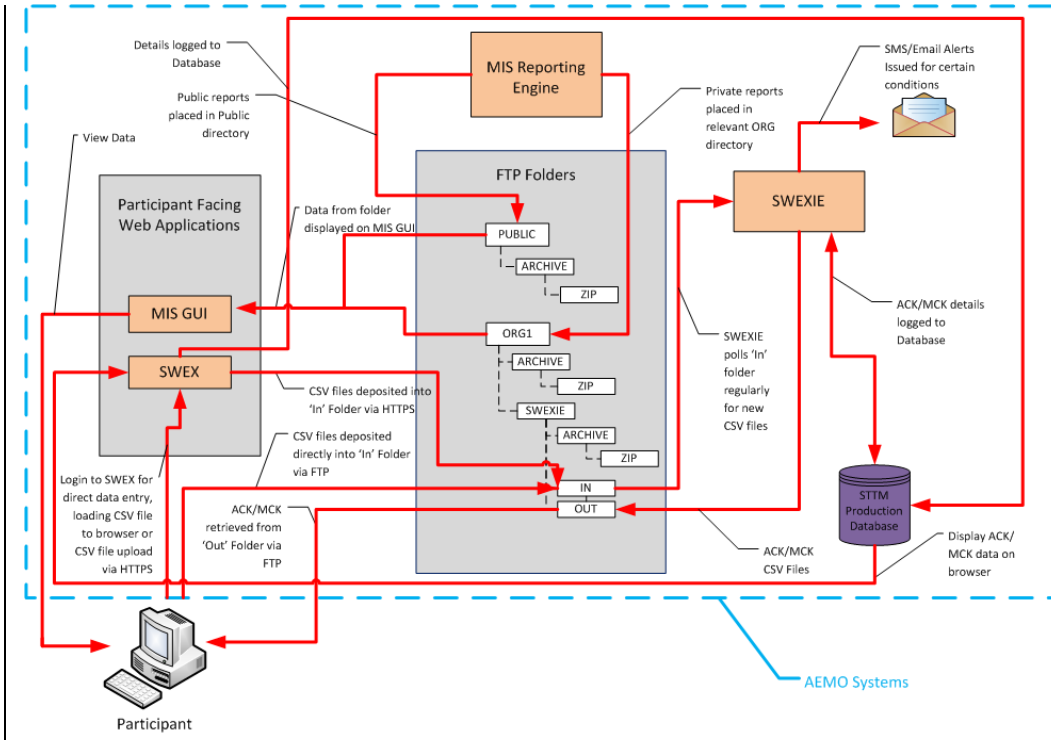 Details logged to
Database
Public reports
placed in Public
directory
View Data
MIS Reporting
Engine
Private reports
placed in
relevant ORG
directory
SMS/Email Alerts
Issued for certain
conditions
Participant Facing
Web Applications
MIS GUI
SWEX
Data from folder
displayed on MIS GUI
FTP Folders
PUBLIC
ARCHIVE
ZIP
ORG1
ARCHIVE
ZIP
SWEXIE
ARCHIVE
ZIP
IN
OUT
SWEXIE
SWEXIE
polls ‘In’
folder
regularly
for new
CSV files
ACK/MCK details
logged to
Database
CSV files deposited into
‘In’ Folder via HTTPS
CSV files deposited
directly into ‘In’ Folder
via FTP
Login to SWEX for
direct data entry,
loading CSV file
to browser or
CSV file upload
via HTTPS
ACK/MCK
retrieved from
‘Out’ Folder via
FTP
ACK/MCK
CSV Files
STTM
Production
Database
Display ACK/
MCK data on
browser
Participant
AEMO Systems